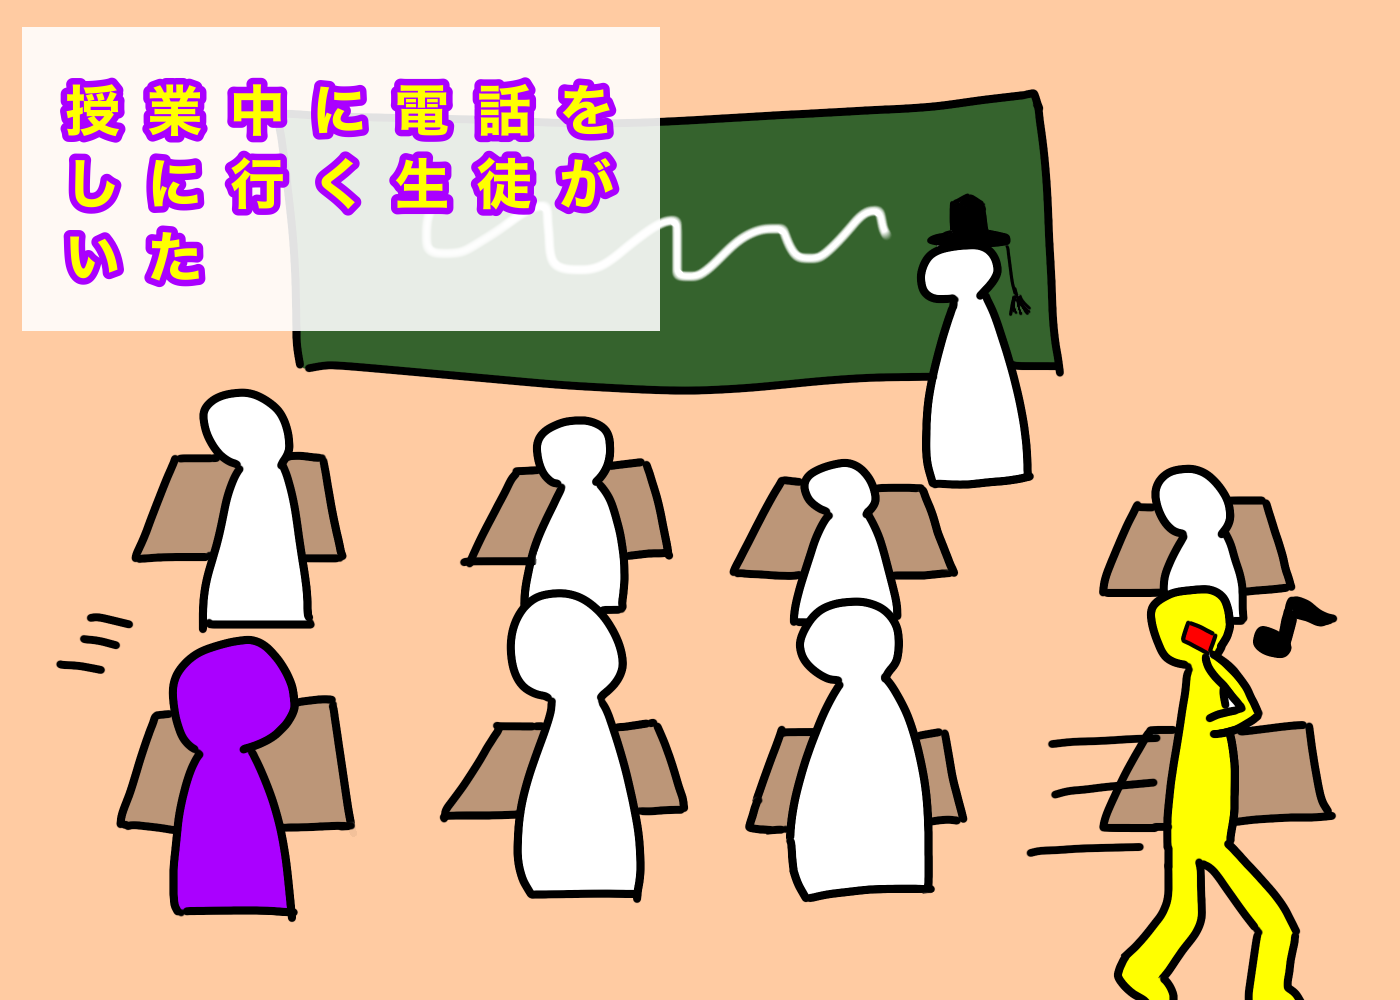 授業中に電話を
しに行く生徒が
いた